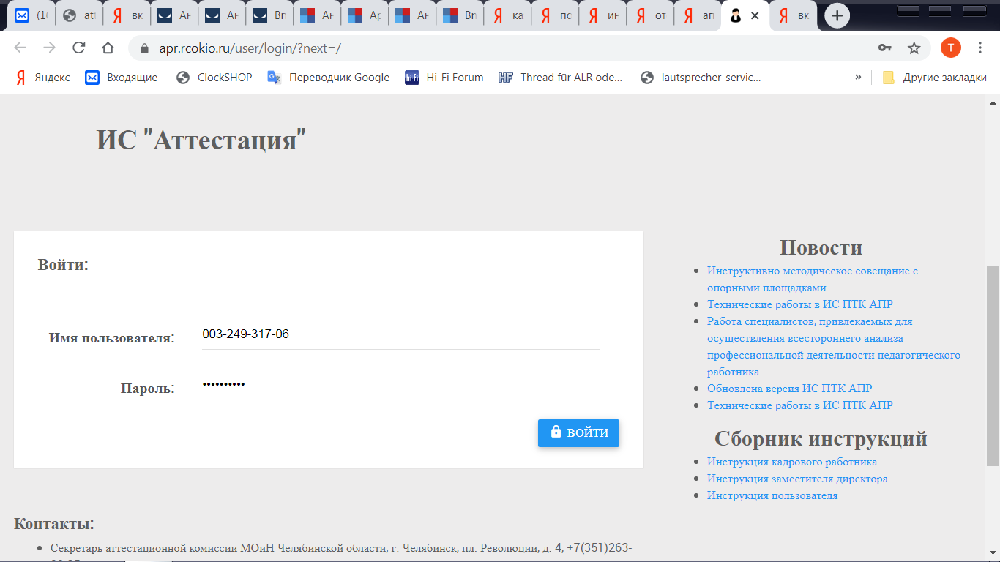 (1( att вк Ан Ан Вп Ан Ар Ан Вп ка по ин от ап вк
apr.rcokio.ru/user/login/?next=/
Т
Яндекс Входящие ClockSHOP Переводчик Google Hi-Fi Forum Thread für ALR ode... lautsprecher-servic... » Другие закладки
ИС "Аттестация"
Войти:
Имя пользователя: 003-249-317-06
Пароль: ••••••••••
ВОЙТИ
Новости
Инструктивно-методическое совещание с
опорными площадками
Технические работы в ИС ПТК АПР
Работа специалистов, привлекаемых для
осуществления всестороннего анализа
профессиональной деятельности педагогического
работника
Обновлена версия ИС ПТК АПР
Технические работы в ИС ПТК АПР
Сборник инструкций
Инструкция кадрового работника
Инструкция заместителя директора
Инструкция пользователя
Контакты:
Секретарь аттестационной комиссии МОиН Челябинской области, г. Челябинск, пл. Революции, д. 4, +7(351)263-